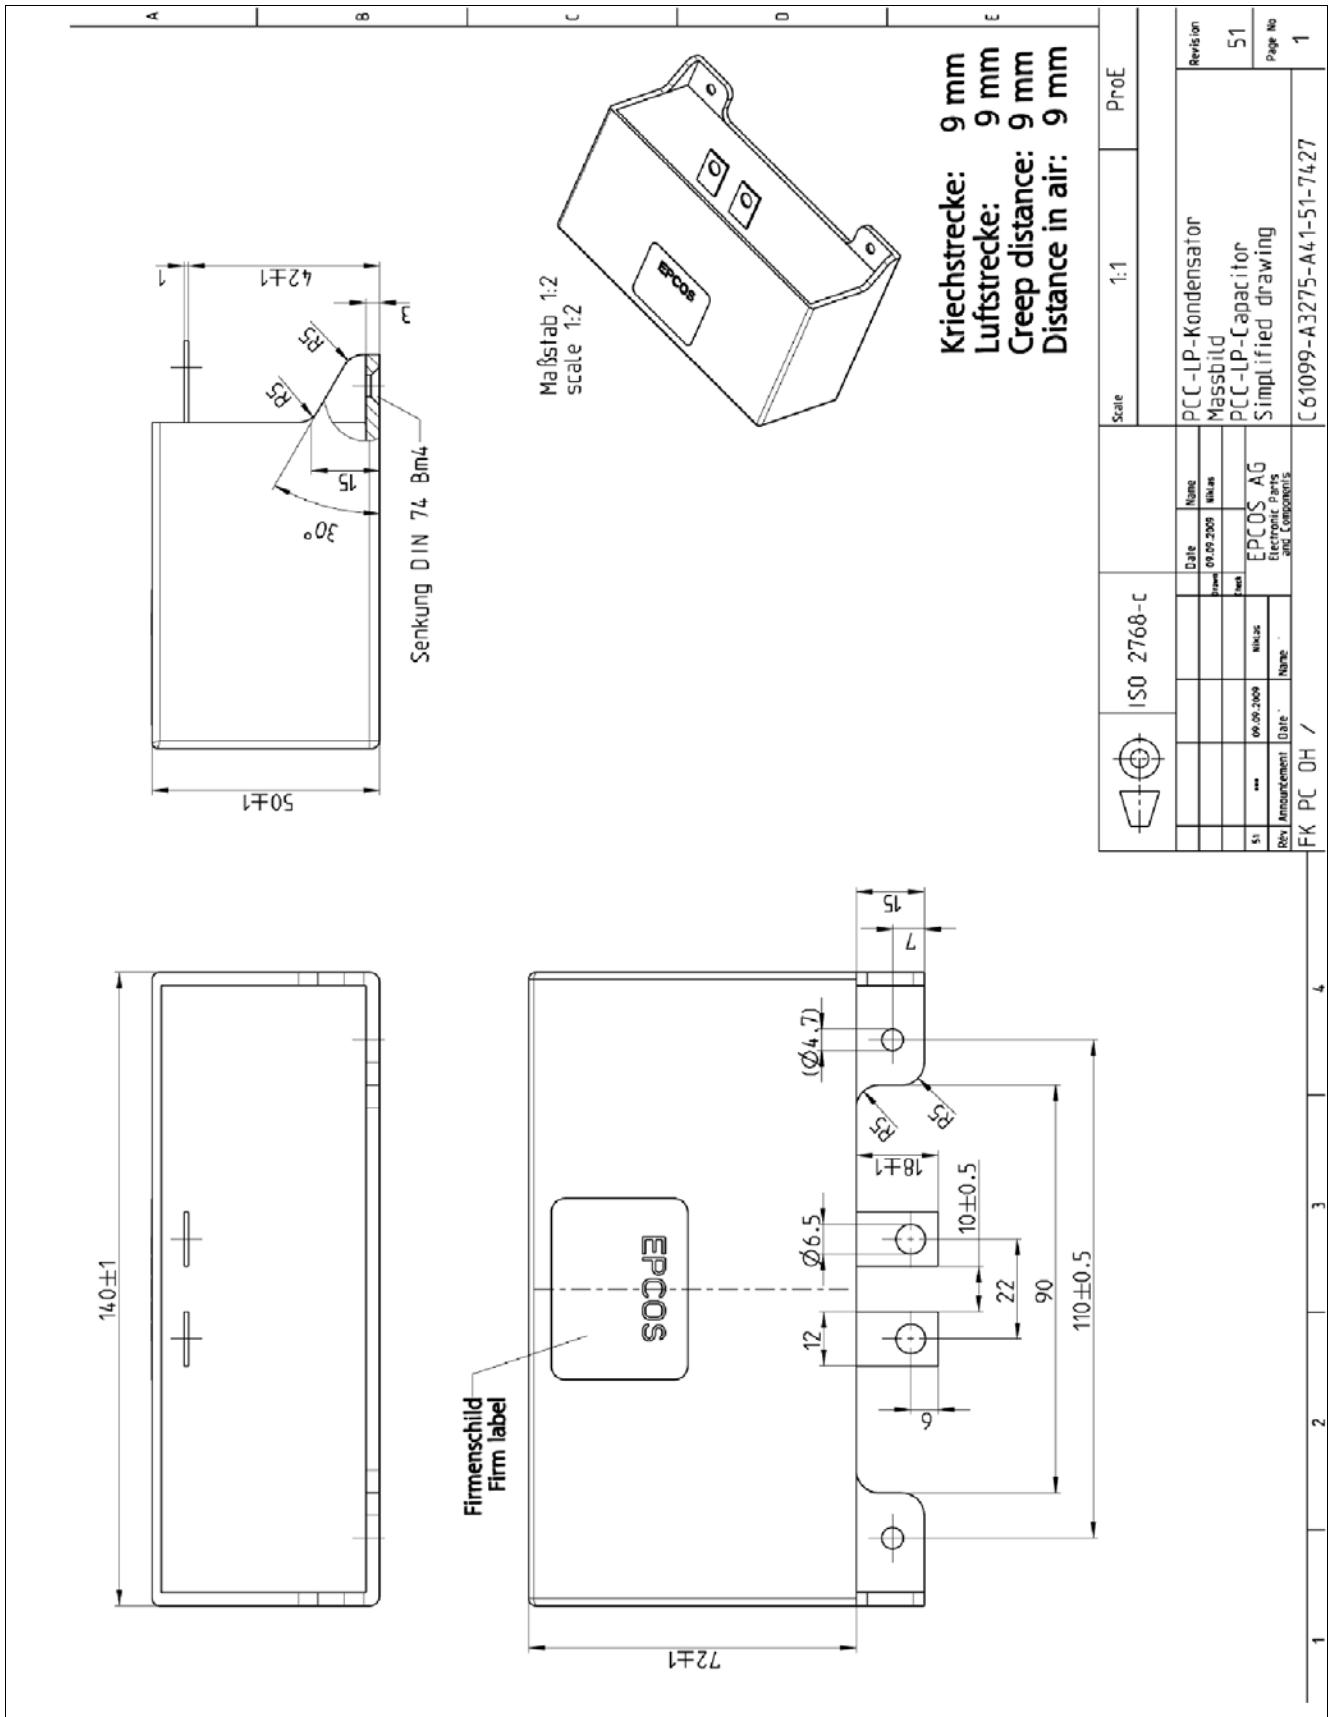 A
B
C
D
E
1
42±1
3
R5
R5
15
30°
Senkung DIN 74 Bm4
50±1
Maßstab 1:2
scale 1:2
EPCOS
Kriechstrecke: 9 mm
Luftstrecke: 9 mm
Creep distance: 9 mm
Distance in air: 9 mm
140±1
Firmenschild
Firm label
EPCOS
72±1
15
7
(Ø4.7)
R5
R5
18±1
Ø6.5
10±0.5
12
22
6
90
110±0.5
1
2
3
4
ISO 2768-c
Scale
1:1
ProE
Date
Name
Drawn
09.09.2009
Niklas
Check
51
***
09.09.2009
Niklas
Rev
Announcement
Date
Name
EPCOS AG
Electronic Parts
and Components
PCC-LP-Kondensator
Massbild
PCC-LP-Capacitor
Simplified drawing
Revision
51
Page No
1
FK PC OH /
C61099-A3275-A41-51-7427